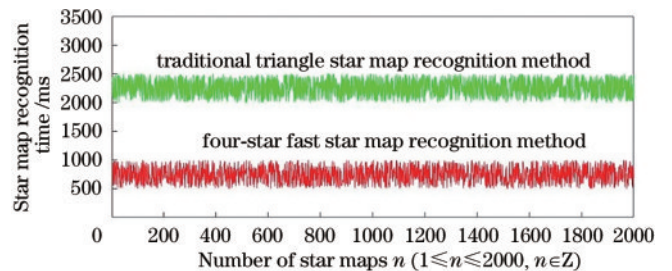 3500
3000
2500
2000
1500
1000
500
Star map recognition
time /ms
traditional triangle star map recognition method
four-star fast star map recognition method
0 200 400 600 800 1000 1200 1400 1600 1800 2000
Number of star maps n (1⩽n⩽2000, n∈Z)